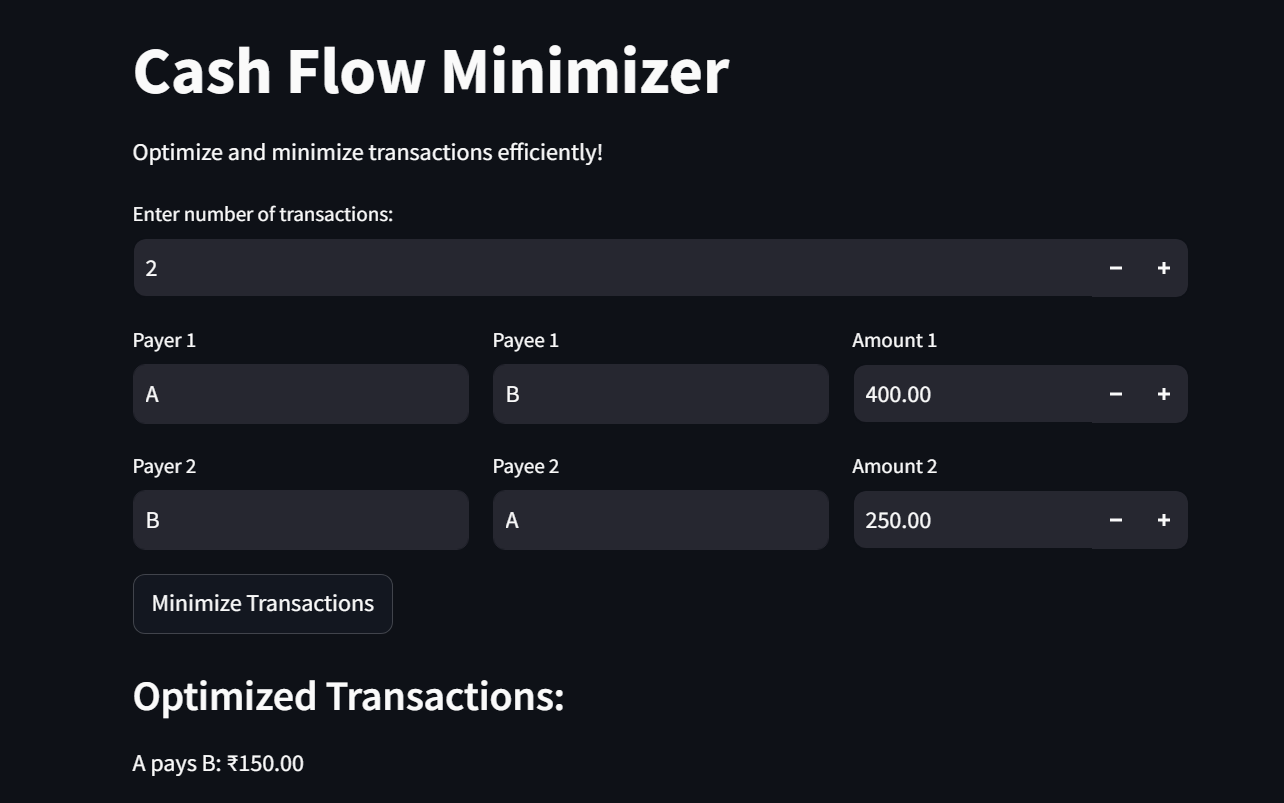 Cash Flow Minimizer
Optimize and minimize transactions efficiently!
Enter number of transactions:
2 − +
Payer 1 Payee 1 Amount 1
A B 400.00 − +
Payer 2 Payee 2 Amount 2
B A 250.00 − +
Minimize Transactions
Optimized Transactions:
A pays B: ₹150.00